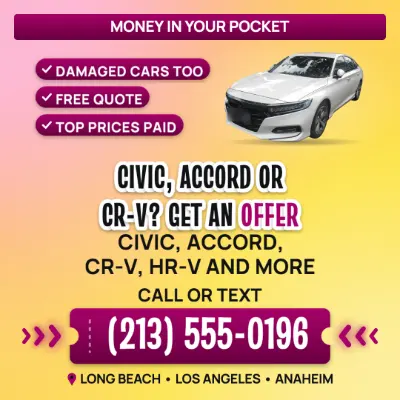 MONEY IN YOUR POCKET
DAMAGED CARS TOO
FREE QUOTE
TOP PRICES PAID
CIVIC, ACCORD OR
CR-V? GET AN OFFER
CIVIC, ACCORD,
CR-V, HR-V AND MORE
CALL OR TEXT
(213) 555-0196
LONG BEACH • LOS ANGELES • ANAHEIM